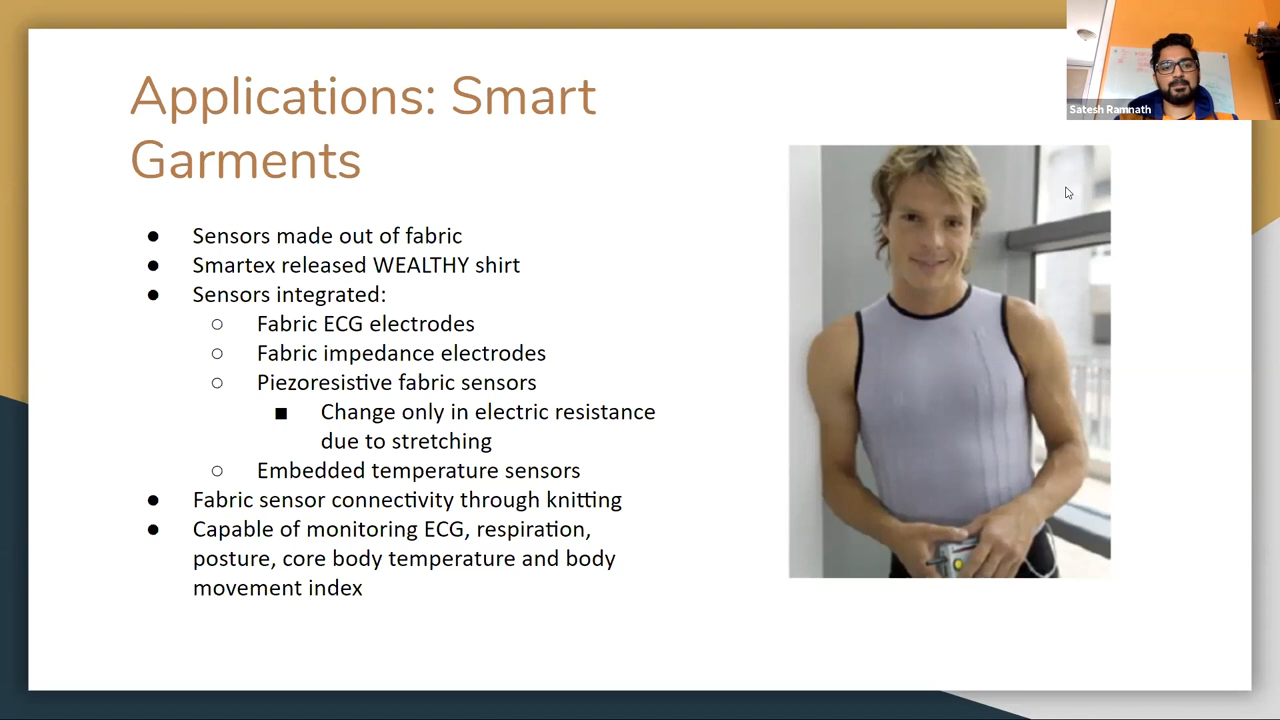 Applications: Smart
Garments
● Sensors made out of fabric
● Smartex released WEALTHY shirt
● Sensors integrated:
○ Fabric ECG electrodes
○ Fabric impedance electrodes
○ Piezoresistive fabric sensors
■ Change only in electric resistance
due to stretching
○ Embedded temperature sensors
● Fabric sensor connectivity through knitting
● Capable of monitoring ECG, respiration,
posture, core body temperature and body
movement index
Satesh Ramnath